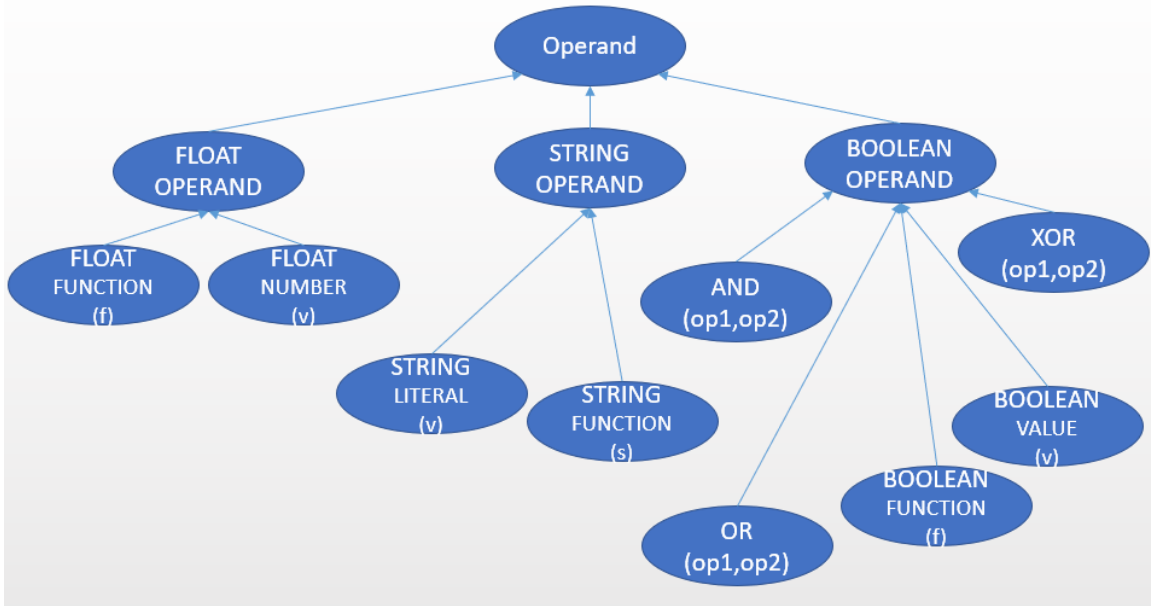 Operand
FLOAT
OPERAND
STRING
OPERAND
BOOLEAN
OPERAND
FLOAT
FUNCTION
(f)
FLOAT
NUMBER
(v)
AND
(op1,op2)
XOR
(op1,op2)
STRING
LITERAL
(v)
STRING
FUNCTION
(s)
BOOLEAN
VALUE
(v)
OR
(op1,op2)
BOOLEAN
FUNCTION
(f)